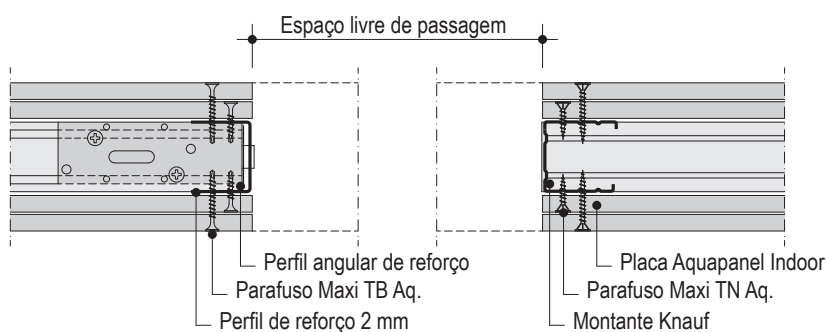 Espaço livre de passagem
Perfil angular de reforço
Parafuso Maxi TB Aq.
Perfil de reforço 2 mm
Placa Aquapanel Indoor
Parafuso Maxi TN Aq.
Montante Knauf